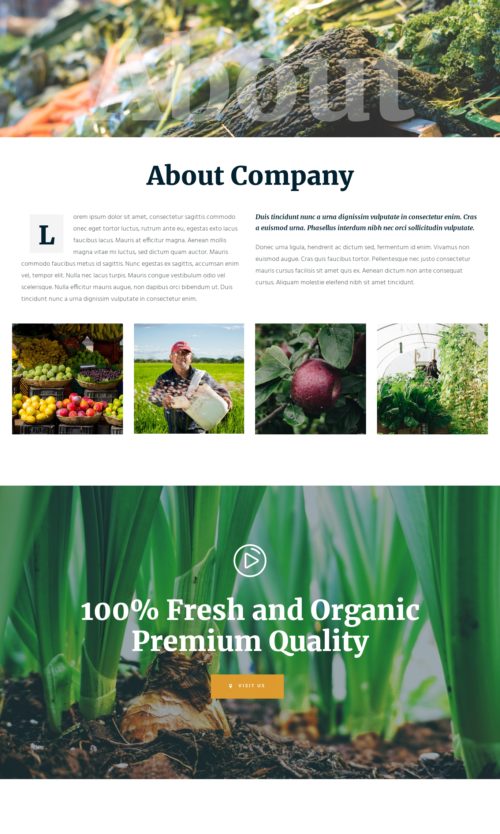 About
About Company
Lorem ipsum dolor sit amet, consectetur sagittis commodo
onec eget tortor luctus, rutrum ante eu, egestas exto lacus
faucibus lacus. Mauris at efficitur magna. Aenean mollis
magna vitae mi luctus, sed dictum quam auctor. Mauris
commodo faucibus metus id sagittis. Nunc egestas ex sagittis, accumsan enim
vel, tempor elit. Nulla nec lacus turpis. Mauris congue vestibulum odio vel
scelerisque. Nulla efficitur mauris augue, non dapibus orci bibendum ut. Duis
tincidunt nunc a urna dignissim vulputate in consectetur enim.
Duis tincidunt nunc a urna dignissim vulputate in consectetur enim. Cras
a euismod urna. Phasellus interdum nibh nec orci sollicitudin vulputate.
Donec urna ligula, hendrerit ac dictum sed, fermentum id enim. Vivamus non
euismod augue. Cras quis faucibus tortor. Pellentesque nec justo consectetur
mauris cursus facilisis sit amet quis ex. Aenean dictum non ante consequat
cursus. Aliquam molestie eleifend nibh sit amet tincidunt.
100% Fresh and Organic
Premium Quality
VISIT US